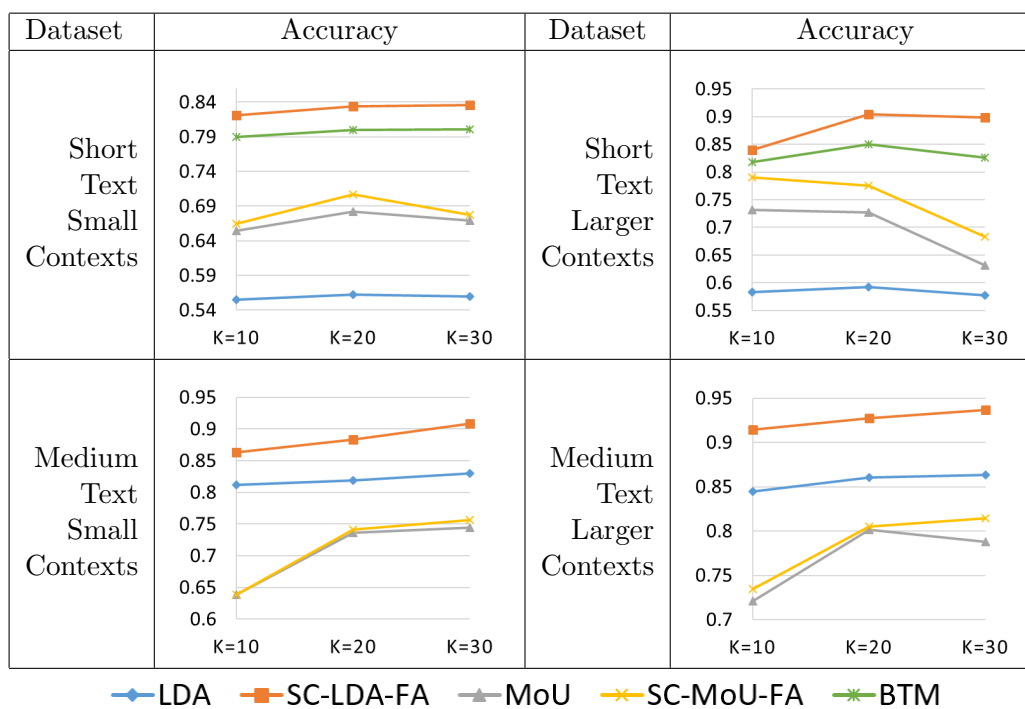 Dataset Accuracy Dataset Accuracy
Short
Text
Small
Contexts
0.84
0.79
0.74
0.69
0.64
0.59
0.54
K=10 K=20 K=30
Short
Text
Larger
Contexts
0.95
0.9
0.85
0.8
0.75
0.7
0.65
0.6
0.55
K=10 K=20 K=30
Medium
Text
Small
Contexts
0.95
0.9
0.85
0.8
0.75
0.7
0.65
0.6
K=10 K=20 K=30
Medium
Text
Larger
Contexts
0.95
0.9
0.85
0.8
0.75
0.7
K=10 K=20 K=30
LDA SC-LDA-FA MoU SC-MoU-FA BTM